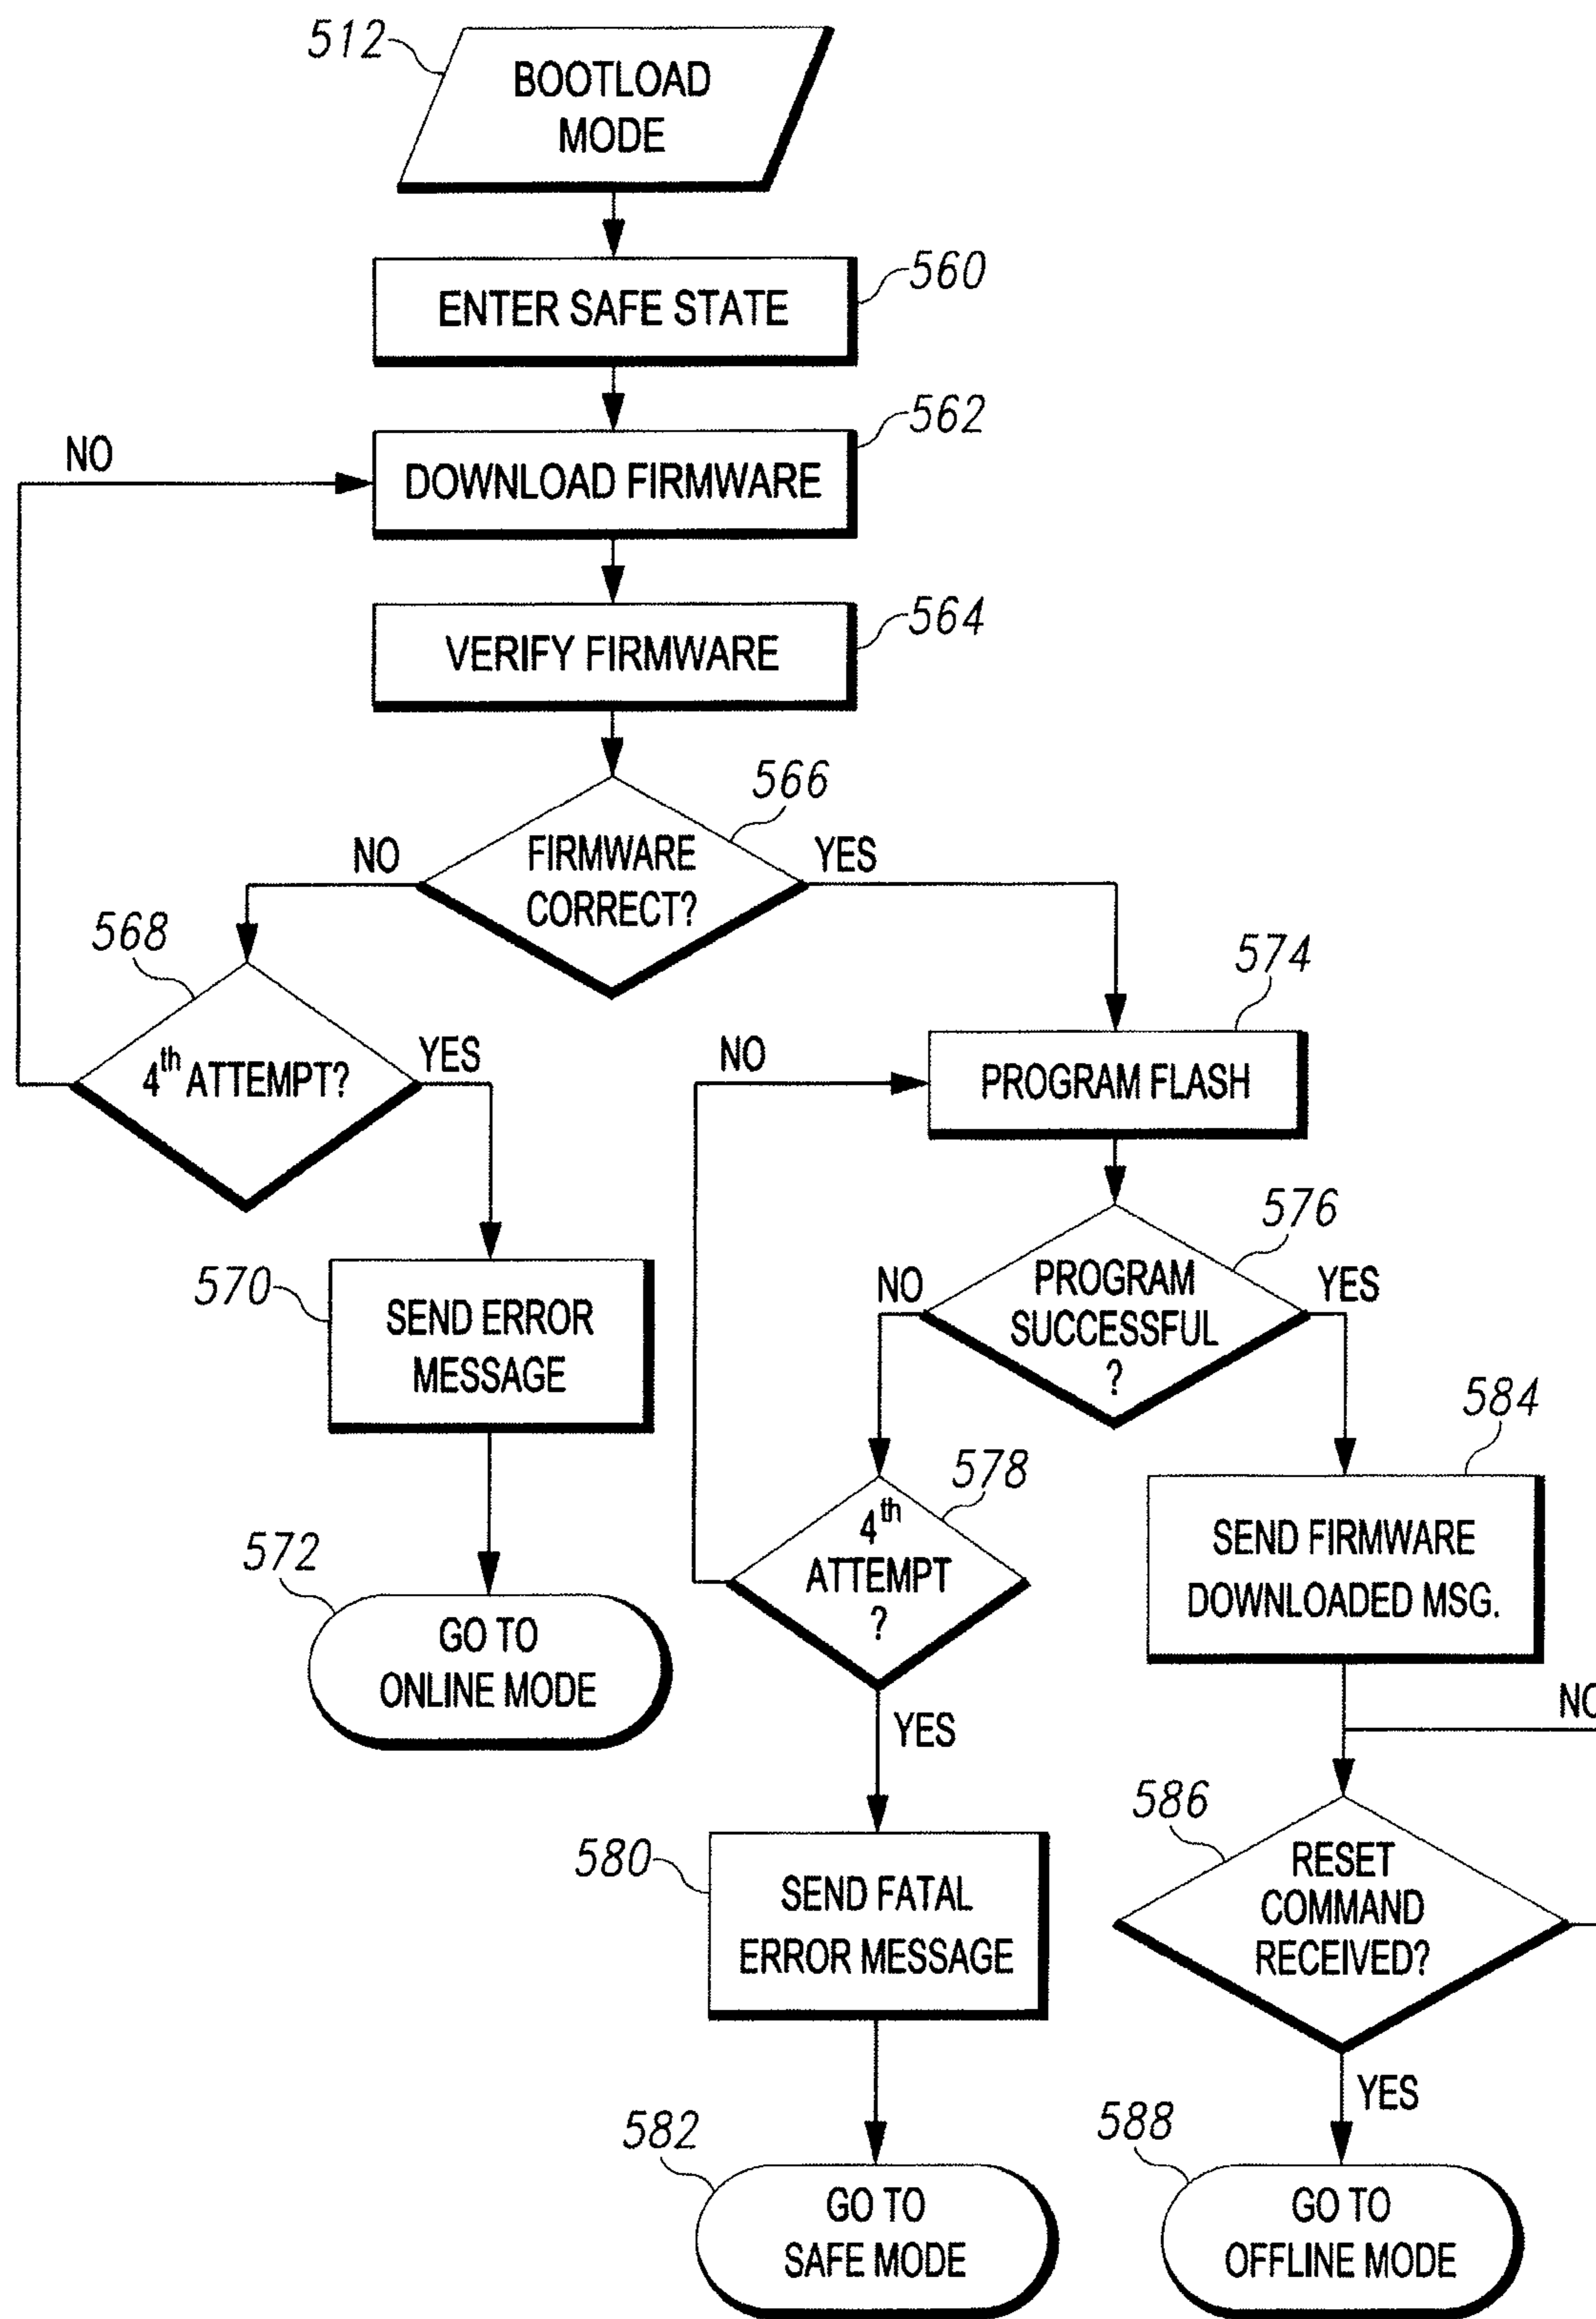 512
BOOTLOAD
MODE
560
ENTER SAFE STATE
562
NO
DOWNLOAD FIRMWARE
564
VERIFY FIRMWARE
566
NO
FIRMWARE
CORRECT?
YES
568
4th ATTEMPT?
YES
574
NO
PROGRAM FLASH
576
570
SEND ERROR
MESSAGE
NO
PROGRAM
SUCCESSFUL
?
YES
584
578
4th
ATTEMPT
?
SEND FIRMWARE
DOWNLOADED MSG.
572
GO TO
ONLINE MODE
YES
NO
586
580
SEND FATAL
ERROR MESSAGE
RESET
COMMAND
RECEIVED?
YES
582
GO TO
SAFE MODE
588
GO TO
OFFLINE MODE